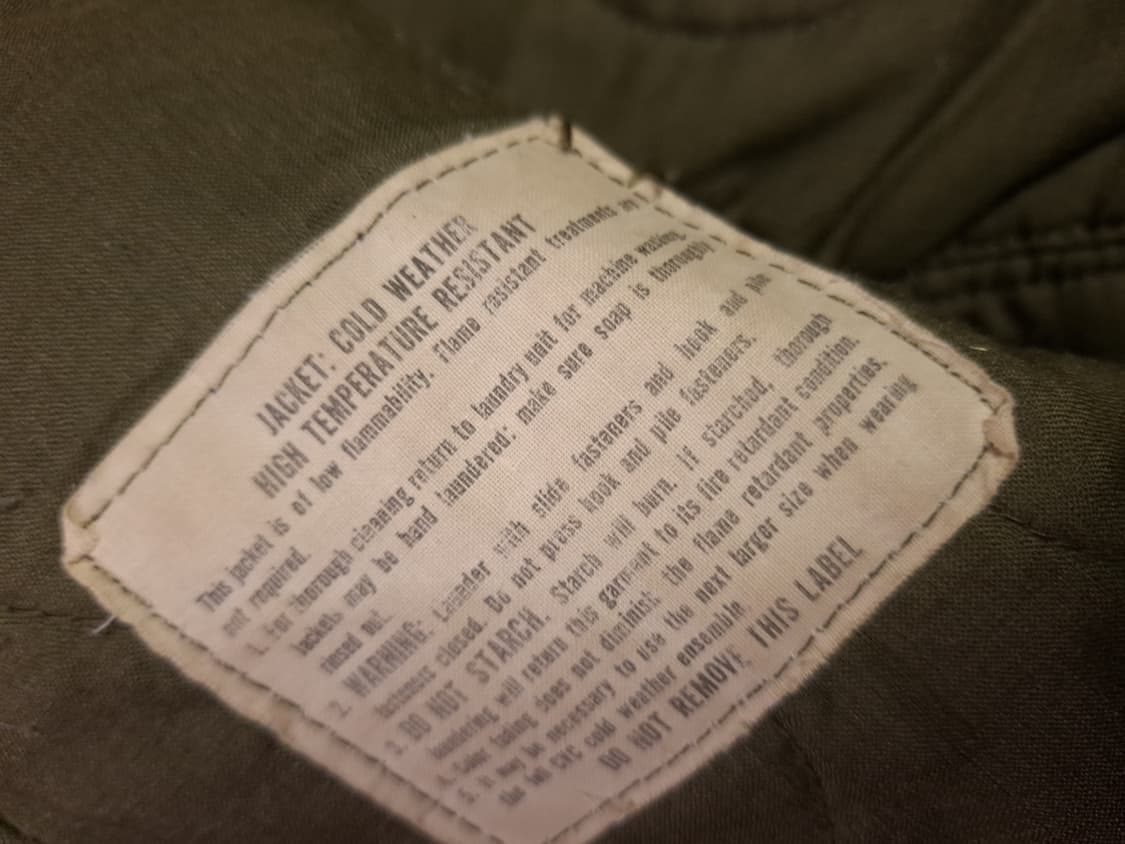 JACKET: COLD WEATHER
HIGH TEMPERATURE RESISTANT
This jacket is of low flammability. Flame resistant treatments
not required.
1. For thorough cleaning return to laundry unit for machine
Jackets may be hand laundered; make sure soap is thoroughly
rinsed out.
2. WARNING: Launder with slide fasteners and hook and pile
fasteners closed. Do not press hook and pile fasteners.
3. DO NOT STARCH. Starch will burn. If starched, thorough
laundering will return this garment to its fire retardant condition.
4. Color fading does not diminish the flame retardant properties.
5. It may be necessary to use the next larger size when wearing
the full CVC cold weather ensemble.
DO NOT REMOVE THIS LABEL